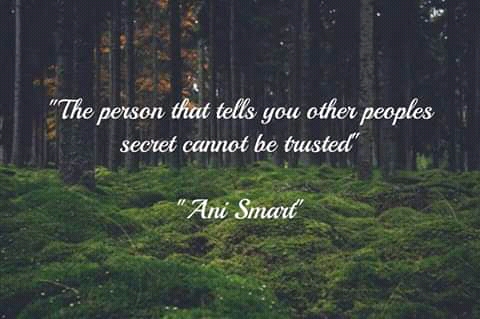 "The person that tells you other peoples
secret cannot be trusted"
"Ani Smart"